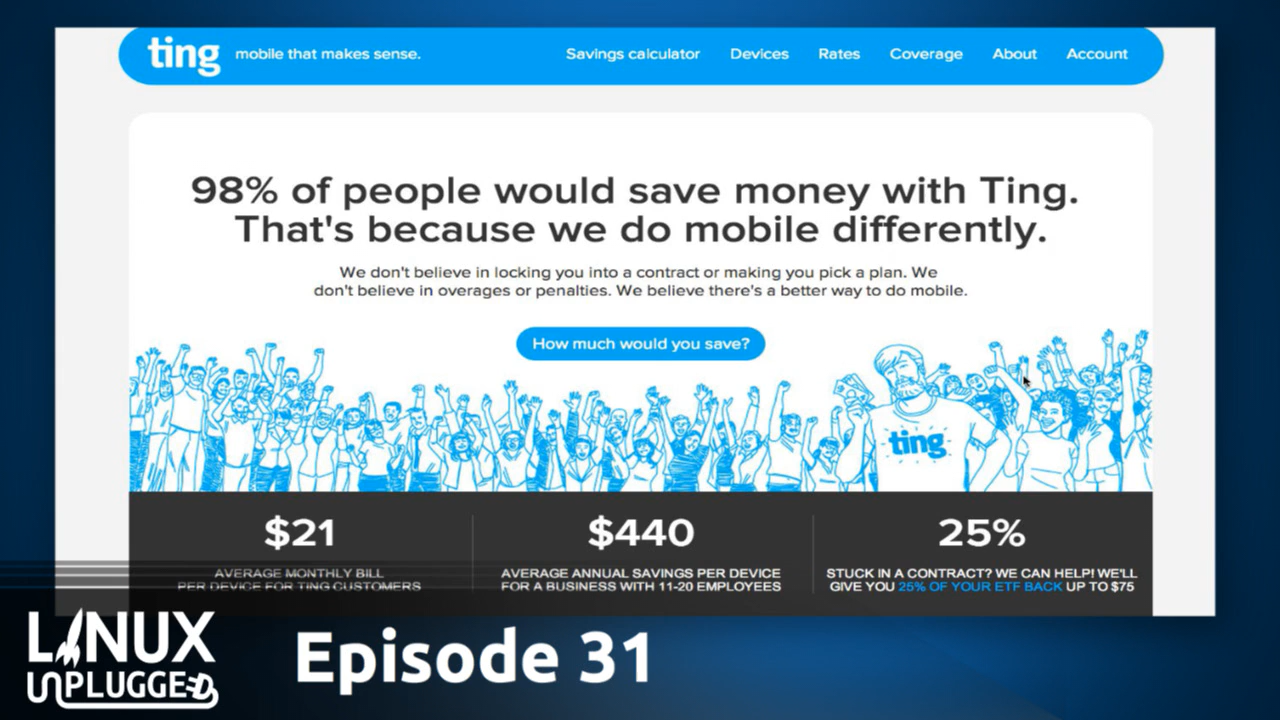 ting mobile that makes sense. Savings calculator Devices Rates Coverage About Account
98% of people would save money with Ting.
That's because we do mobile differently.
We don't believe in locking you into a contract or making you pick a plan. We
don't believe in overages or penalties. We believe there's a better way to do mobile.
How much would you save?
ting
$21 $440 25%
AVERAGE MONTHLY BILL
PER DEVICE FOR TING CUSTOMERS
AVERAGE ANNUAL SAVINGS PER DEVICE
FOR A BUSINESS WITH 11-20 EMPLOYEES
STUCK IN A CONTRACT? WE CAN HELP! WE'LL
GIVE YOU 25% OF YOUR ETF BACK UP TO $75
LINUX
UNPLUGGED
Episode 31